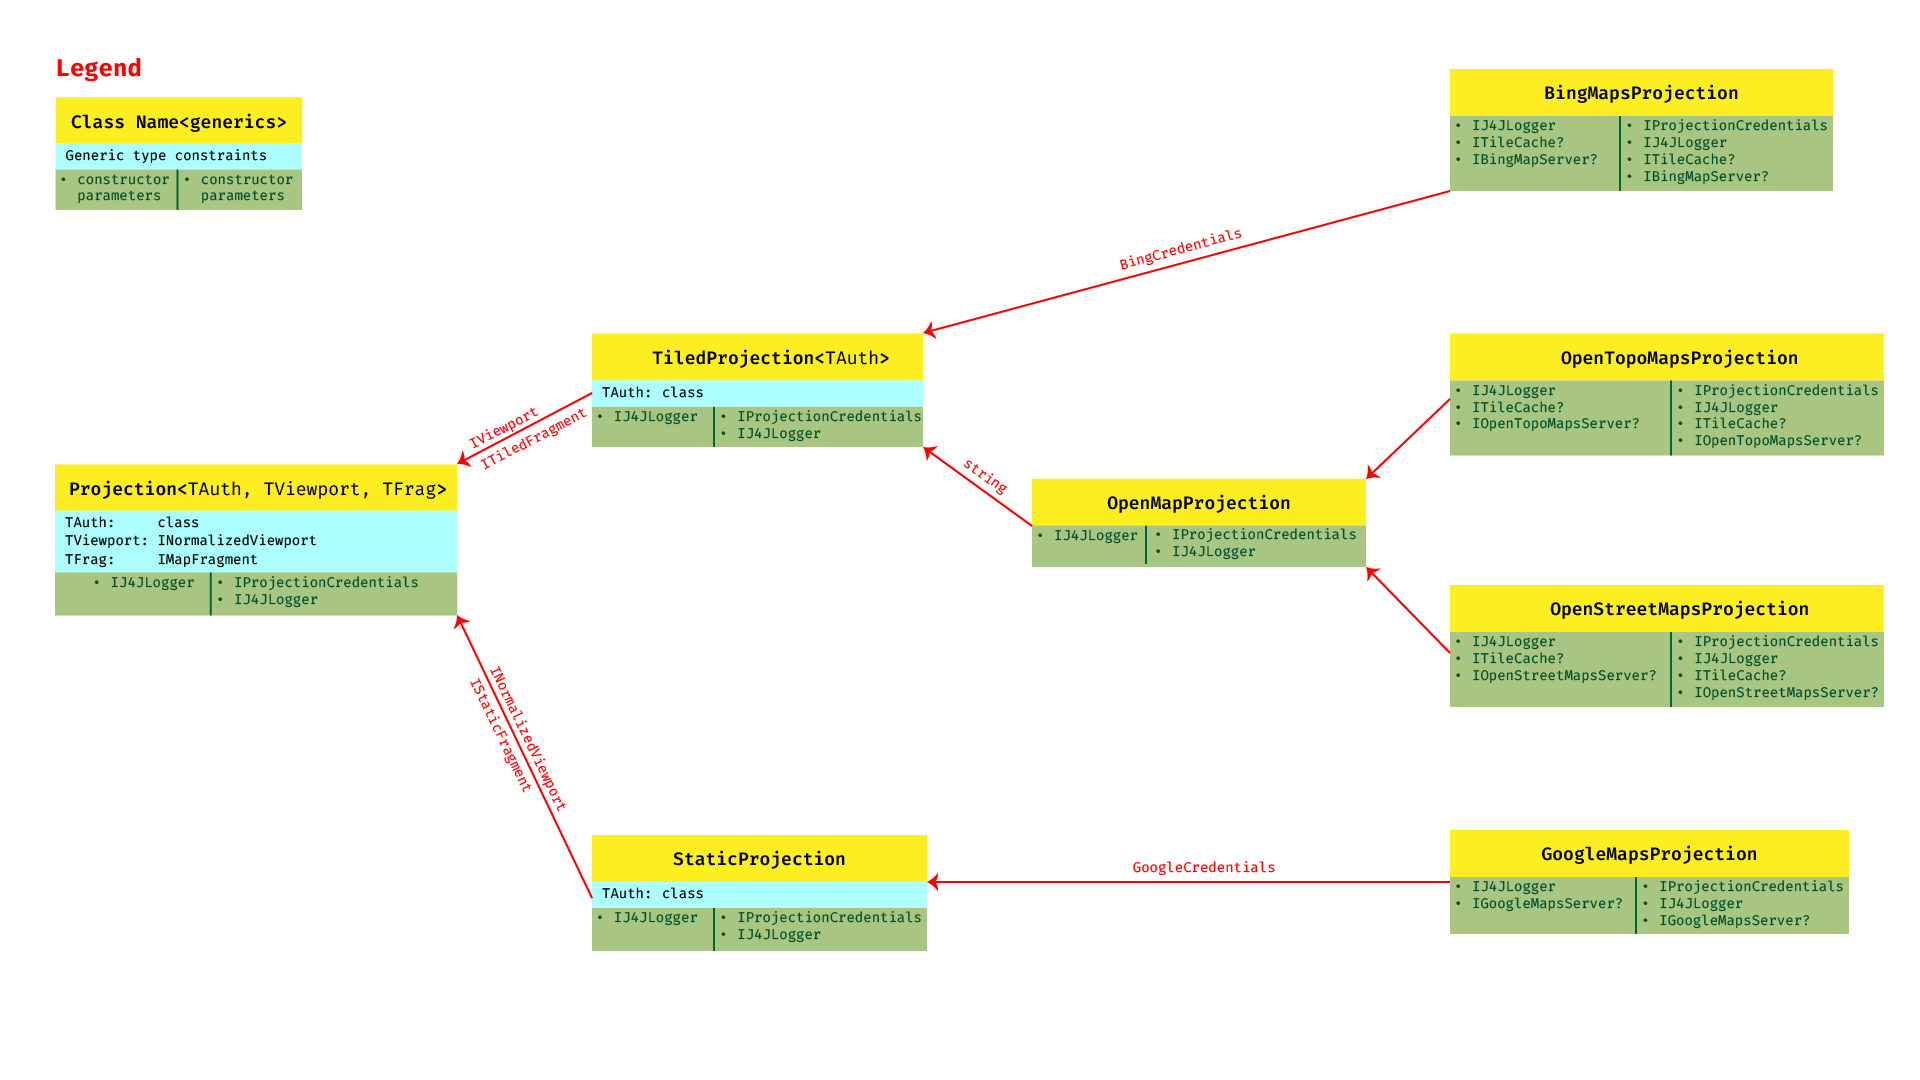 Legend
Class Name<generics>
Generic type constraints
• constructor parameters
• constructor parameters
BingMapsProjection
• IJ4JLogger
• ITileCache?
• IBingMapServer?
• IProjectionCredentials
• IJ4JLogger
• ITileCache?
• IBingMapServer?
BingCredentials
TiledProjection<TAuth>
TAuth: class
• IJ4JLogger
• IProjectionCredentials
• IJ4JLogger
OpenTopoMapsProjection
• IJ4JLogger
• ITileCache?
• IOpenTopoMapsServer?
• IProjectionCredentials
• IJ4JLogger
• ITileCache?
• IOpenTopoMapsServer?
IViewport
ITiledFragment
string
Projection<TAuth, TViewport, TFrag>
TAuth: class
TViewport: INormalizedViewport
TFrag: IMapFragment
• IJ4JLogger
• IProjectionCredentials
• IJ4JLogger
OpenMapProjection
• IJ4JLogger
• IProjectionCredentials
• IJ4JLogger
OpenStreetMapsProjection
• IJ4JLogger
• ITileCache?
• IOpenStreetMapsServer?
• IProjectionCredentials
• IJ4JLogger
• ITileCache?
• IOpenStreetMapsServer?
INormalizedViewport
IStaticFragment
StaticProjection
TAuth: class
• IJ4JLogger
• IProjectionCredentials
• IJ4JLogger
GoogleCredentials
GoogleMapsProjection
• IJ4JLogger
• IGoogleMapsServer?
• IProjectionCredentials
• IJ4JLogger
• IGoogleMapsServer?